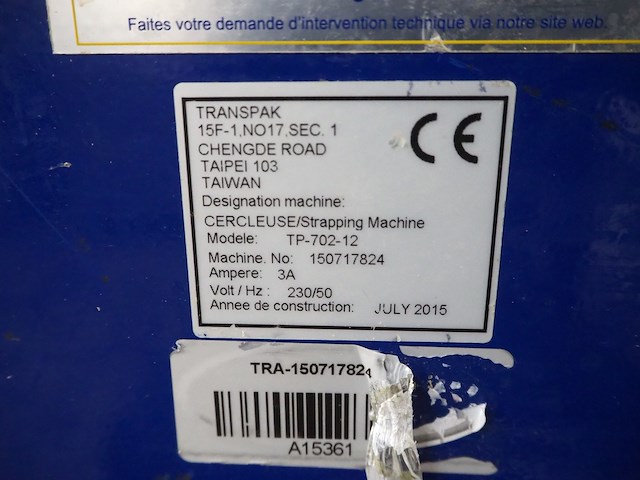 Faites votre demande d'intervention technique via notre site web.
TRANSPAK
15F-1,NO17,SEC. 1
CHENGDE ROAD
TAIPEI 103
TAIWAN
Designation machine:
CERCLEUSE/Strapping Machine
Modele: TP-702-12
Machine. No: 150717824
Ampere: 3A
Volt / Hz : 230/50
Annee de construction: JULY 2015
CE
TRA-150717824
A15361